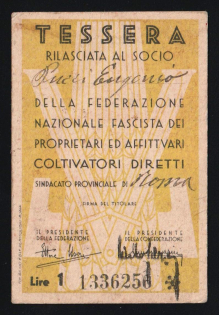 TESSERA
RILASCIATA AL SOCIO
Pucci Eugenio
DELLA FEDERAZIONE
NAZIONALE FASCISTA DEI
PROPRIETARI ED AFFITTUARI
COLTIVATORI DIRETTI
SINDACATO PROVINCIALE DI Roma
FIRMA DEL TITOLARE
IL PRESIDENTE DELLA FEDERAZIONE
IL PRESIDENTE DELLA CONFEDERAZIONE
Lire 1 1336256